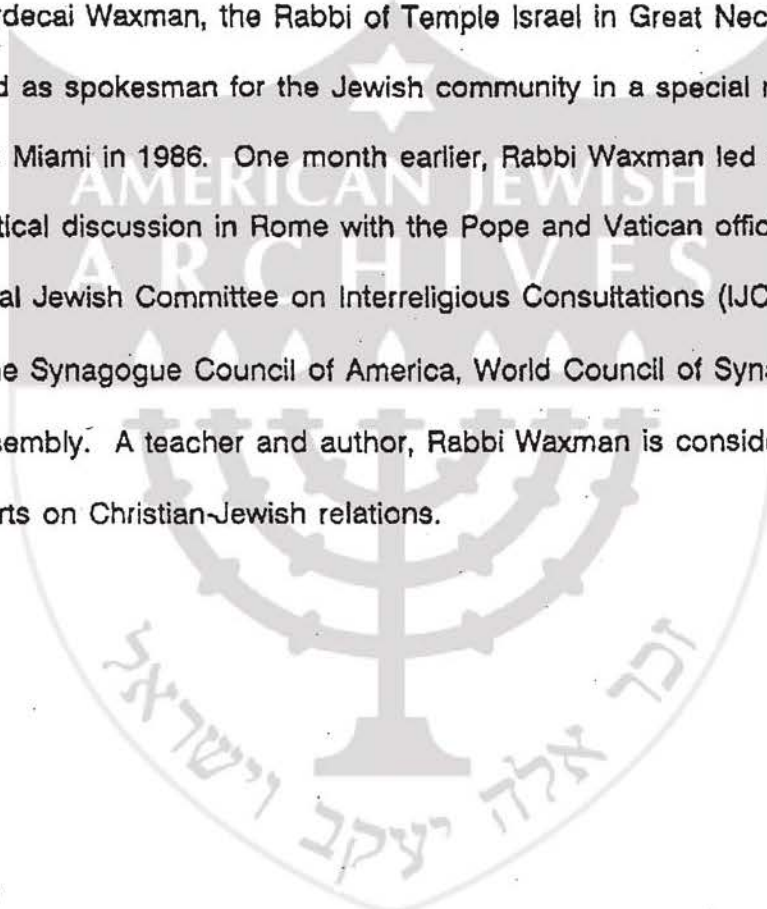 rdecai Waxman, the Rabbi of Temple Israel in Great Nec
d as spokesman for the Jewish community in a special r
Miami in 1986. One month earlier, Rabbi Waxman led
AMERICAN JEWISH
tical discussion in Rome with the Pope and Vatican offic
ARCHIVES
al Jewish Committee on Interreligious Consultations (IJC
ne Synagogue Council of America, World Council of Syna
sembly. A teacher and author, Rabbi Waxman is conside
rts on Christian-Jewish relations.
זכר אלה יעקב וישראל